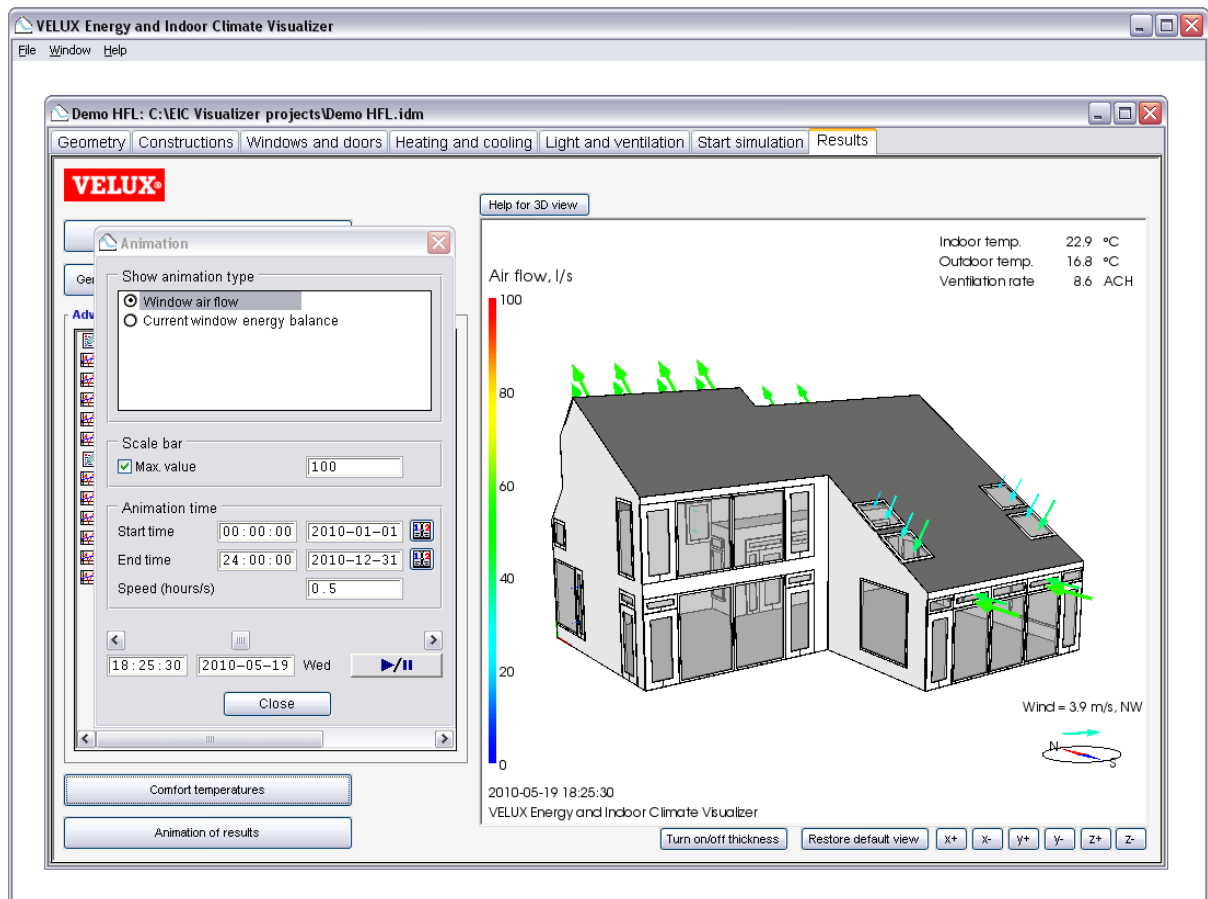 VELUX Energy and Indoor Climate Visualizer
File Window Help
Demo HFL: C:\EIC Visualizer projects\Demo HFL.idm
Geometry Constructions Windows and doors Heating and cooling Light and ventilation Start simulation Results
VELUX®
Help for 3D view
Animation
Indoor temp. 22.9 °C
Outdoor temp. 16.8 °C
Ventilation rate 8.6 ACH
Show animation type
Window air flow
Current window energy balance
Scale bar
Max. value 100
Animation time
Start time 00:00:00 2010-01-01
End time 24:00:00 2010-12-31
Speed (hours/s) 0.5
18:25:30 2010-05-19 Wed
Close
Air flow, l/s
100
80
60
40
20
0
Wind = 3.9 m/s, NW
N
S
2010-05-19 18:25:30
VELUX Energy and Indoor Climate Visualizer
Comfort temperatures
Animation of results
Turn on/off thickness Restore default view x+ x- y+ y- z+ z-